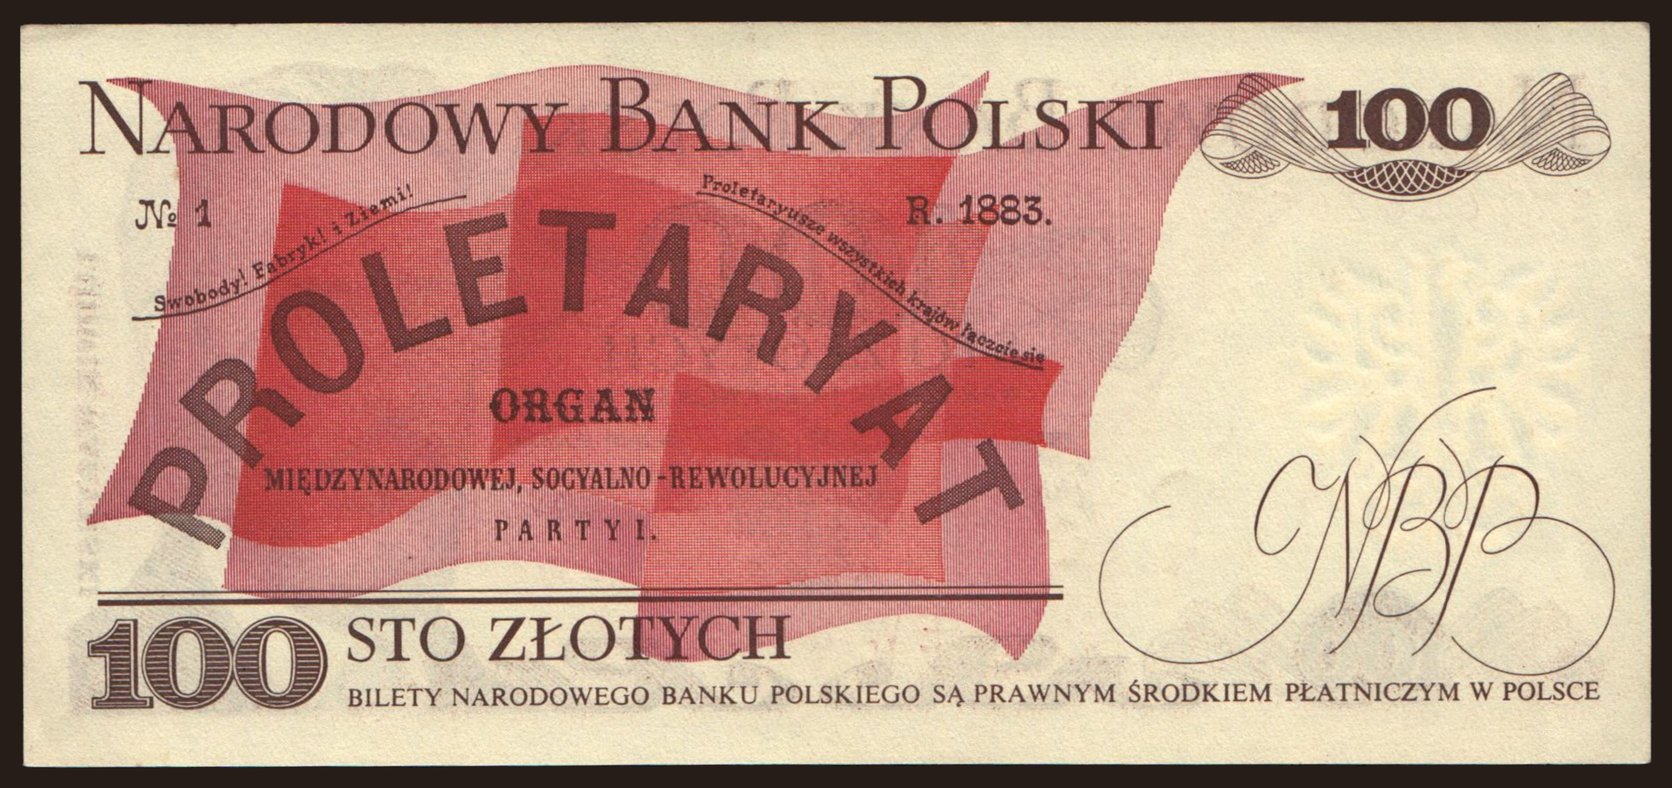 NARODOWY BANK POLSKI
100
№ 1
R. 1883.
Swobody! Fabryk! i Ziemi!
Proletaryusze wszystkich krajów łączcie się
PROLETARYAT
ORGAN
MIĘDZYNARODOWEJ, SOCYALNO-REWOLUCYJNEJ
PARTYI.
NBP
100 STO ZŁOTYCH
BILETY NARODOWEGO BANKU POLSKIEGO SĄ PRAWNYM ŚRODKIEM PŁATNICZYM W POLSCE